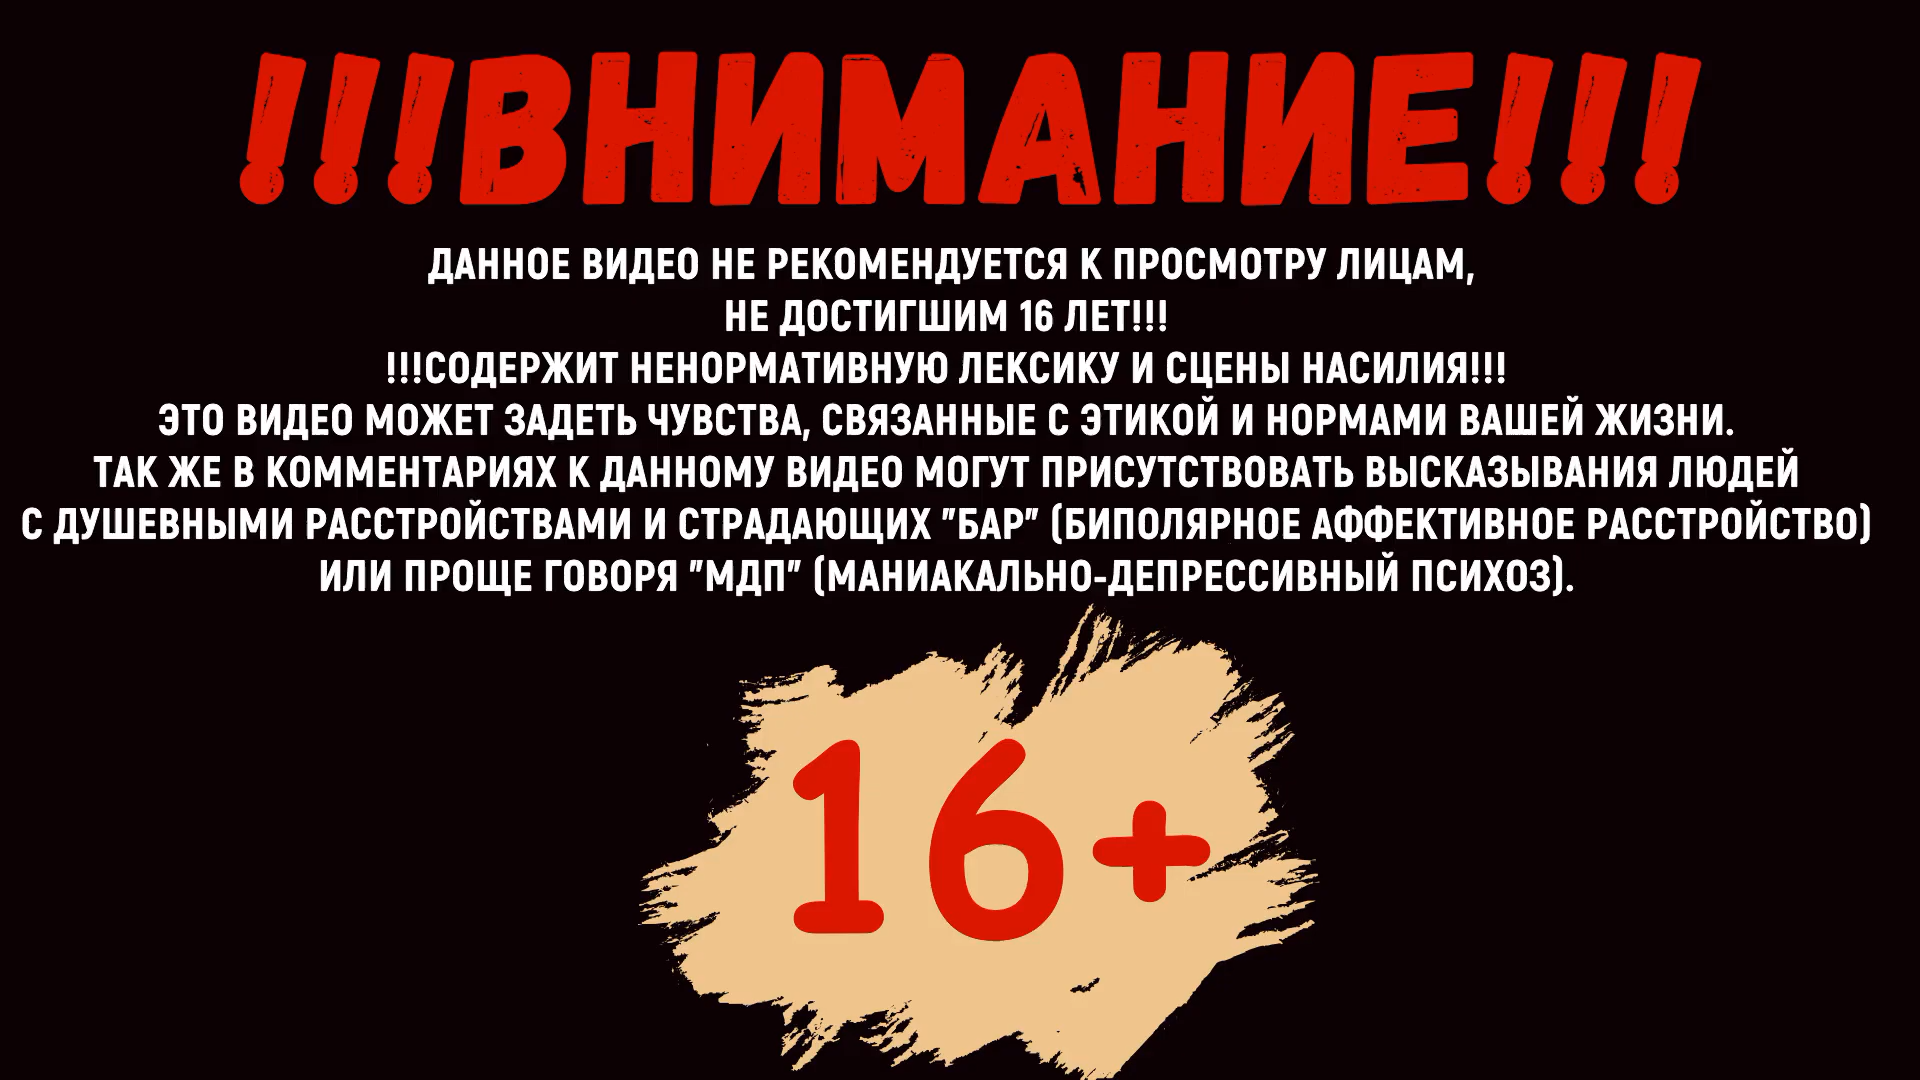 !!!ВНИМАНИЕ!!!
ДАННОЕ ВИДЕО НЕ РЕКОМЕНДУЕТСЯ К ПРОСМОТРУ ЛИЦАМ,
НЕ ДОСТИГШИМ 16 ЛЕТ!!!
!!!СОДЕРЖИТ НЕНОРМАТИВНУЮ ЛЕКСИКУ И СЦЕНЫ НАСИЛИЯ!!!
ЭТО ВИДЕО МОЖЕТ ЗАДЕТЬ ЧУВСТВА, СВЯЗАННЫЕ С ЭТИКОЙ И НОРМАМИ ВАШЕЙ ЖИЗНИ.
ТАК ЖЕ В КОММЕНТАРИЯХ К ДАННОМУ ВИДЕО МОГУТ ПРИСУТСТВОВАТЬ ВЫСКАЗЫВАНИЯ ЛЮДЕЙ
С ДУШЕВНЫМИ РАССТРОЙСТВАМИ И СТРАДАЮЩИХ "БАР" (БИПОЛЯРНОЕ АФФЕКТИВНОЕ РАССТРОЙСТВО)
ИЛИ ПРОЩЕ ГОВОРЯ "МДП" (МАНИАКАЛЬНО-ДЕПРЕССИВНЫЙ ПСИХОЗ).
16+